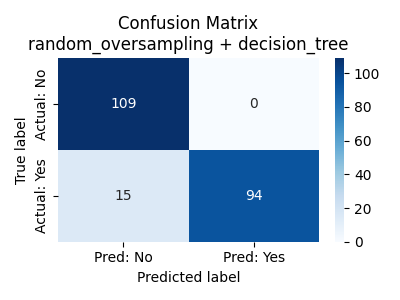 Confusion Matrix
random_oversampling + decision_tree
True label
Actual: No
Actual: Yes
109
0
15
94
Pred: No
Pred: Yes
Predicted label
100
80
60
40
20
0